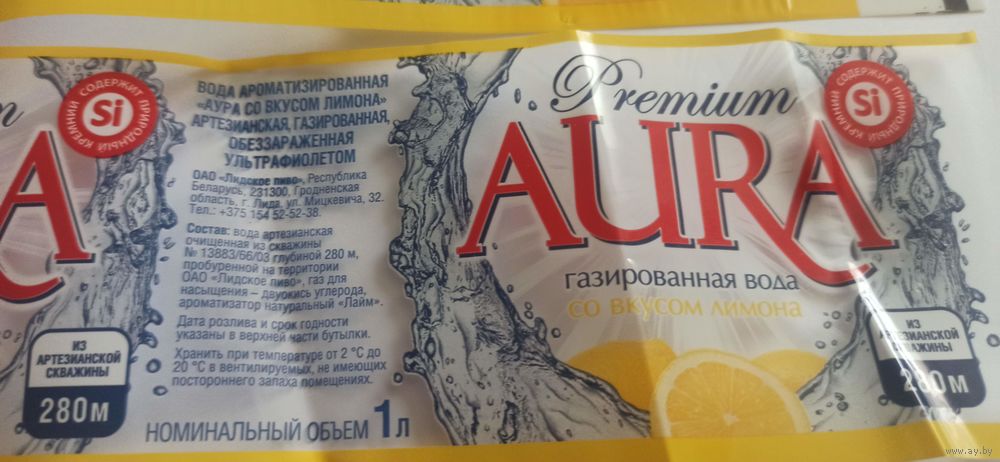 m
A
СОДЕРЖИТ ПРИРОДНЫЙ КРЕМНИЙ
Si
ИЗ
АРТЕЗИАНСКОЙ
СКВАЖИНЫ
280м
ВОДА АРОМАТИЗИРОВАННАЯ
«АУРА СО ВКУСОМ ЛИМОНА»
АРТЕЗИАНСКАЯ, ГАЗИРОВАННАЯ,
ОБЕЗЗАРАЖЕННАЯ
УЛЬТРАФИОЛЕТОМ
ОАО «Лидское пиво», Республика
Беларусь, 231300, Гродненская
область, г. Лида, ул. Мицкевича, 32.
Тел.: +375 154 52-52-38.
Состав: вода артезианская
очищенная из скважины
№ 13883/66/03 глубиной 280 м,
пробуренной на территории
ОАО «Лидское пиво», газ для
насыщения – двуокись углерода,
ароматизатор натуральный «Лайм».
Дата розлива и срок годности
указаны в верхней части бутылки.
Хранить при температуре от 2 °С до
20 °С в вентилируемых, не имеющих
постороннего запаха помещениях.
НОМИНАЛЬНЫЙ ОБЪЕМ 1л
Premium
AURA
газированная вода
со вкусом лимона
СОДЕРЖИТ ПРИРОДНЫЙ КРЕМНИЙ
Si
ИЗ
АРТЕЗИАНСКОЙ
СКВАЖИНЫ
280м
www.ay.by